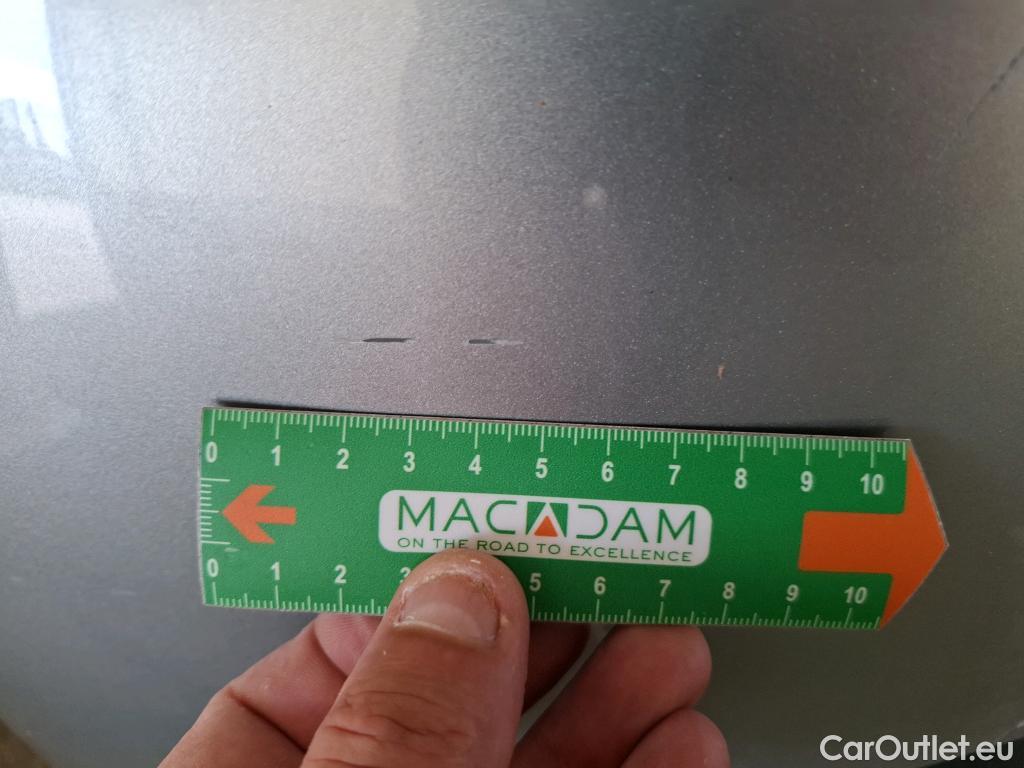 0 1 2 3 4 5 6 7 8 9 10
MACADAM
ON THE ROAD TO EXCELLENCE
0 1 2 3 5 6 7 8 9 10
CarOutlet.eu